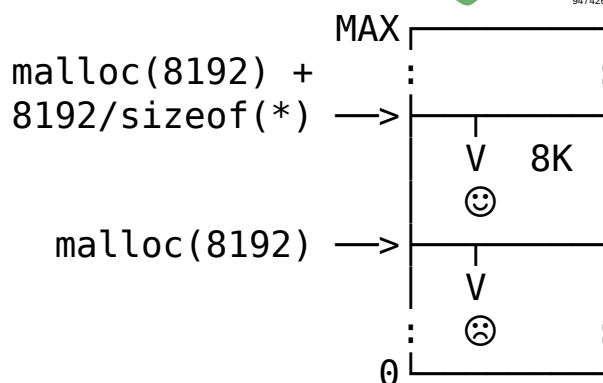 MAX
malloc(8192) +
8192/sizeof(*) —>
V 8K
☺
malloc(8192) —>
V
☹
0